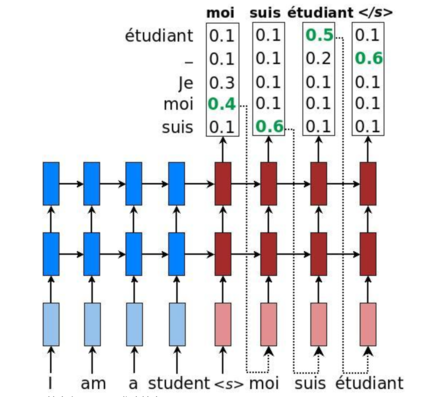 moi suis étudiant </s>
étudiant 0.1 0.1 0.5 0.1
– 0.1 0.1 0.2 0.6
Je 0.3 0.1 0.1 0.1
moi 0.4 0.1 0.1 0.1
suis 0.1 0.6 0.1 0.1
I am a student <s> moi suis étudiant